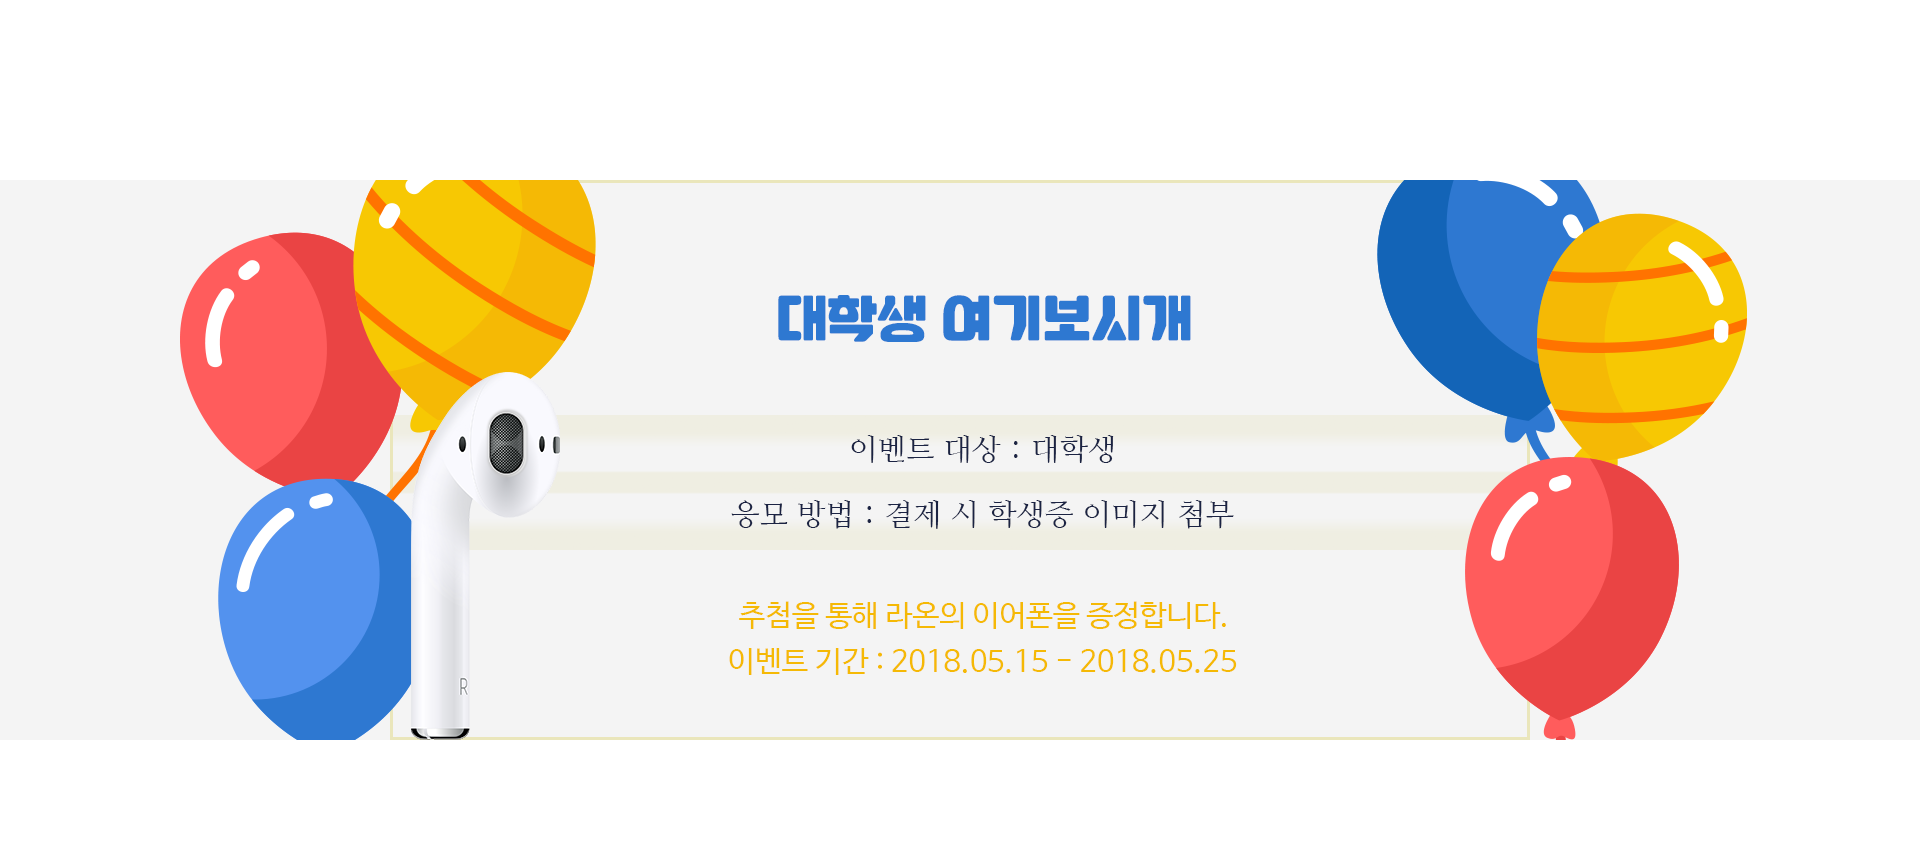 대학생 여기보시개
이벤트 대상 : 대학생
응모 방법 : 결제 시 학생증 이미지 첨부
추첨을 통해 라온의 이어폰을 증정합니다.
이벤트 기간 : 2018.05.15 - 2018.05.25
R